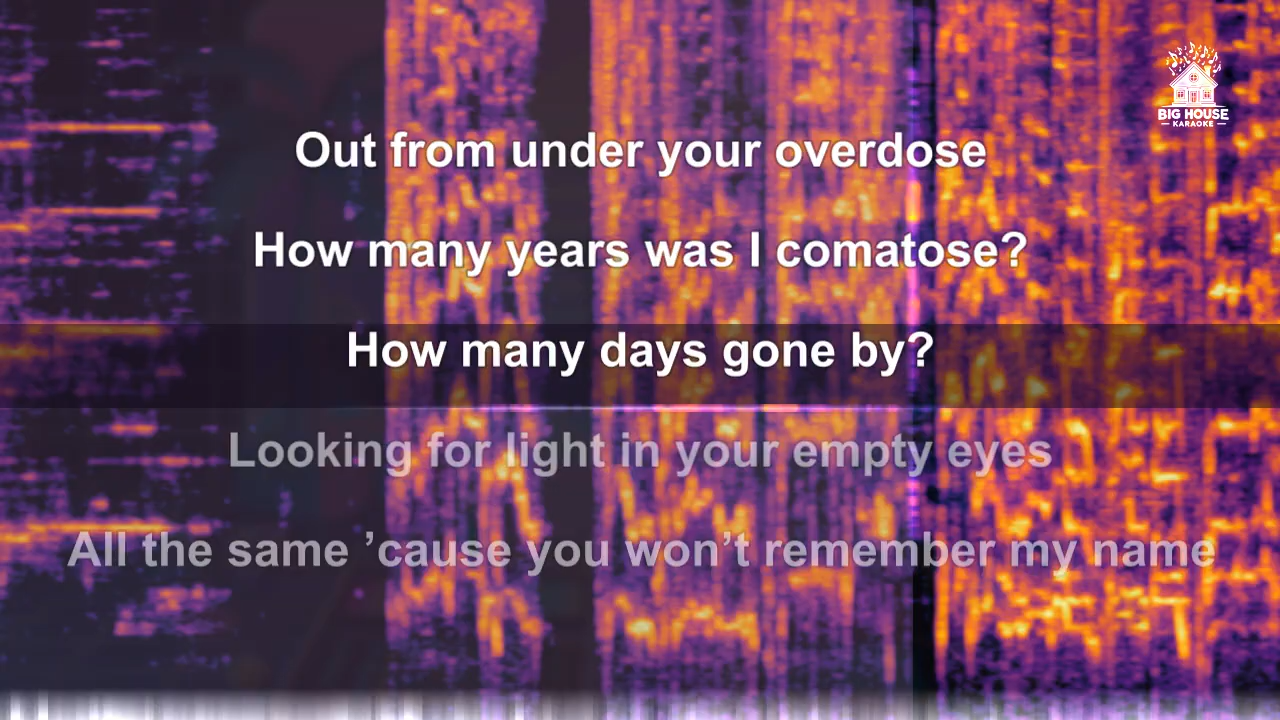 BIG HOUSE
KARAOKE
Out from under your overdose
How many years was I comatose?
How many days gone by?
Looking for light in your empty eyes
All the same ’cause you won’t remember my name